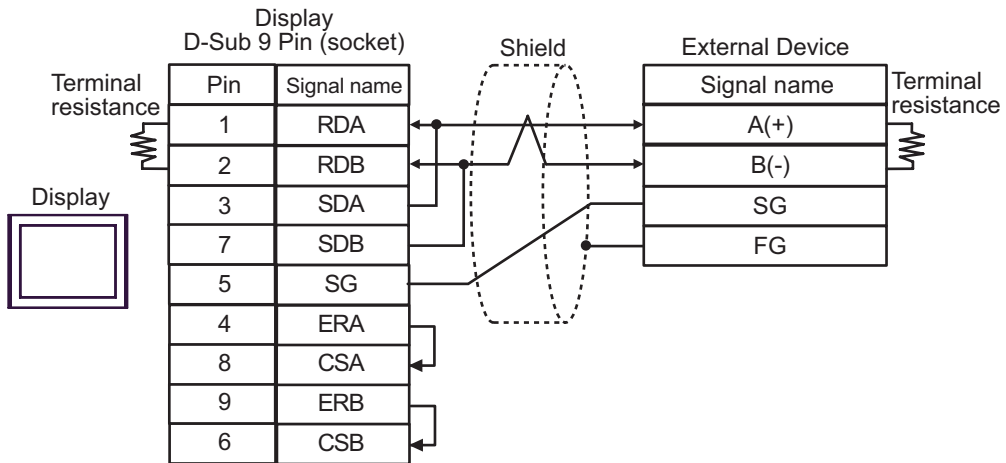 Display
D-Sub 9 Pin (socket)
Shield
External Device
Terminal
resistance
Pin Signal name
1 RDA
2 RDB
3 SDA
7 SDB
5 SG
4 ERA
8 CSA
9 ERB
6 CSB
Signal name
A(+)
B(-)
SG
FG
Terminal
resistance
Display